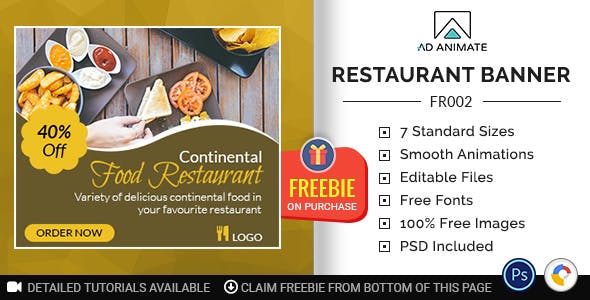 40%
Off
Continental
Food Restaurant
Variety of delicious continental food in
your favourite restaurant
ORDER NOW
LOGO
FREEBIE
ON PURCHASE
AD ANIMATE
RESTAURANT BANNER
FR002
7 Standard Sizes
Smooth Animations
Editable Files
Free Fonts
100% Free Images
PSD Included
Ps
DETAILED TUTORIALS AVAILABLE
CLAIM FREEBIE FROM BOTTOM OF THIS PAGE